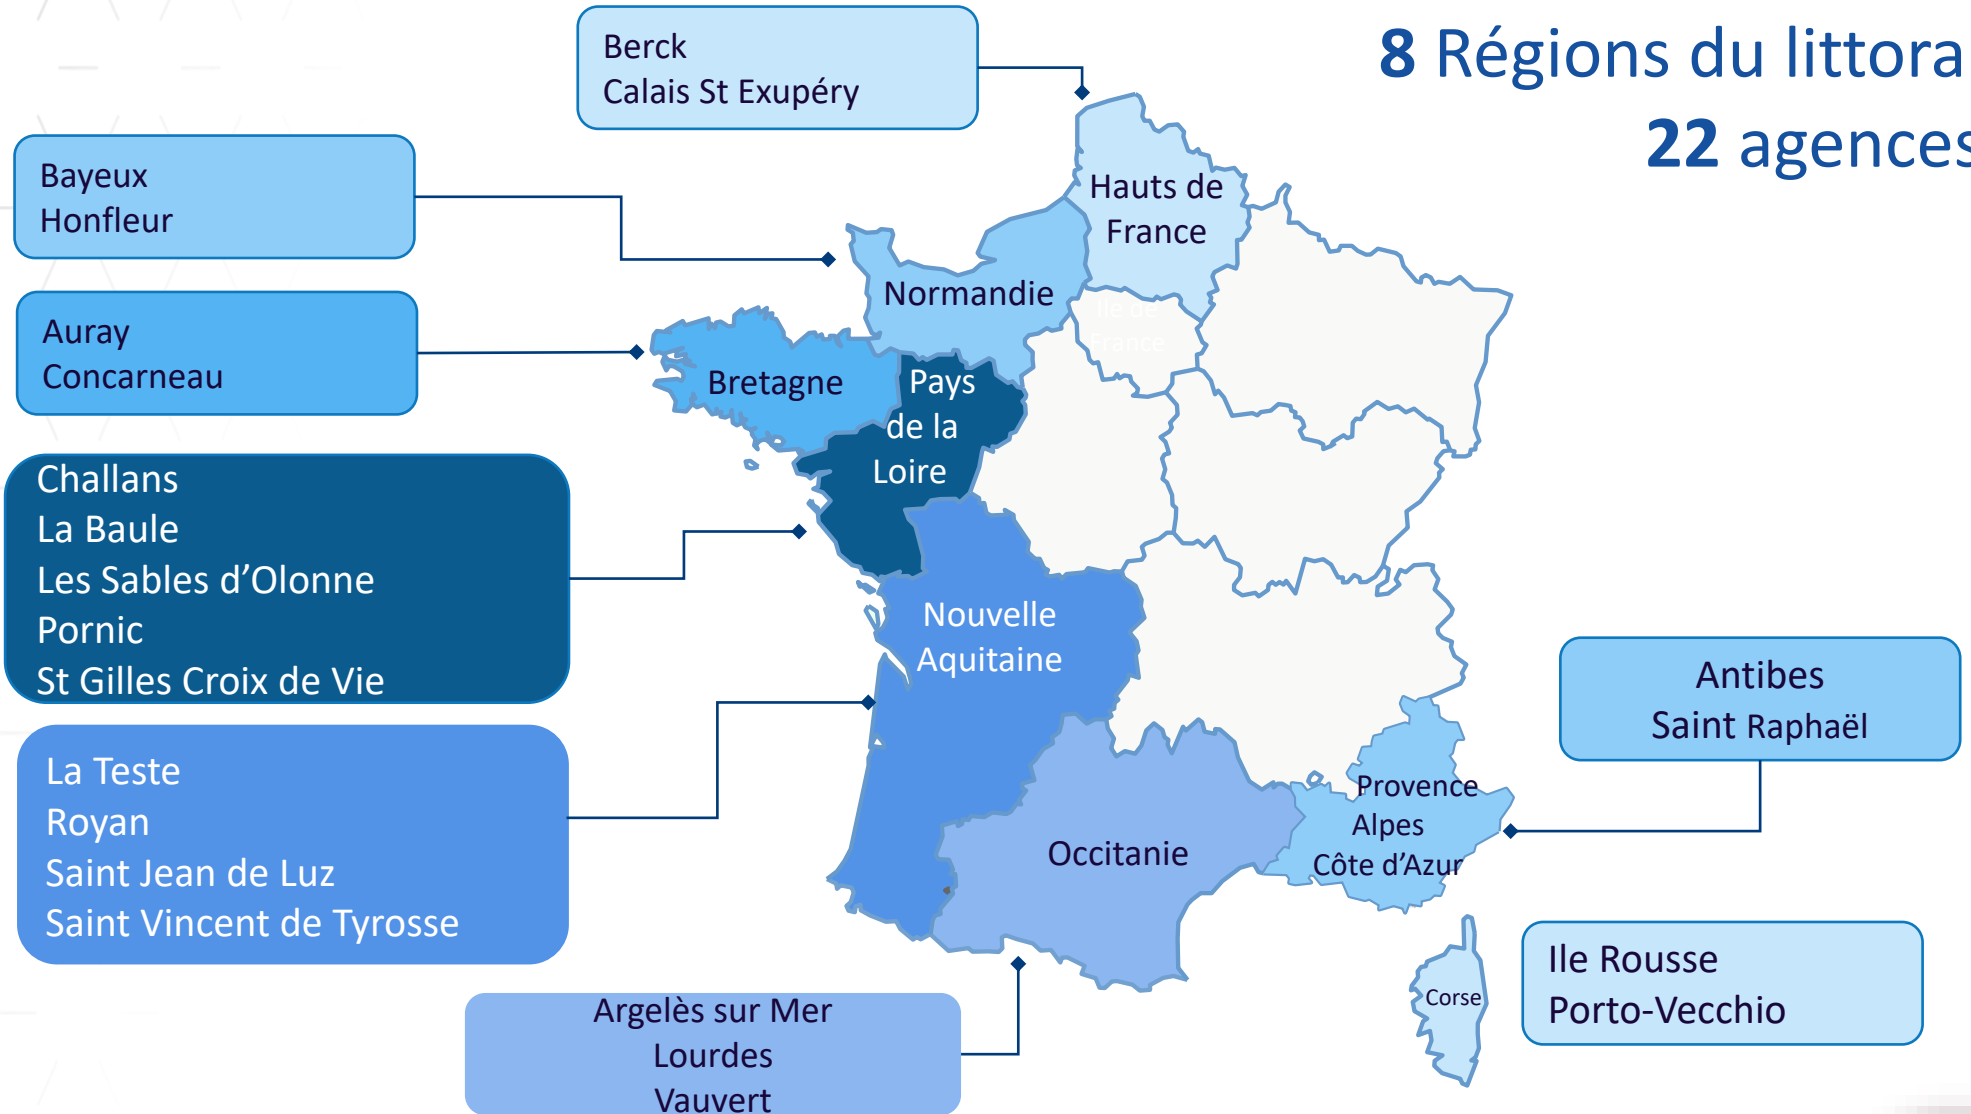 8 Régions du littora
22 agences
Berck
Calais St Exupéry
Bayeux
Honfleur
Auray
Concarneau
Challans
La Baule
Les Sables d’Olonne
Pornic
St Gilles Croix de Vie
La Teste
Royan
Saint Jean de Luz
Saint Vincent de Tyrosse
Argelès sur Mer
Lourdes
Vauvert
Antibes
Saint Raphaël
Ile Rousse
Porto-Vecchio
Hauts de
France
Normandie
Ile de
France
Bretagne
Pays
de la
Loire
Nouvelle
Aquitaine
Occitanie
Provence
Alpes
Côte d’Azur
Corse